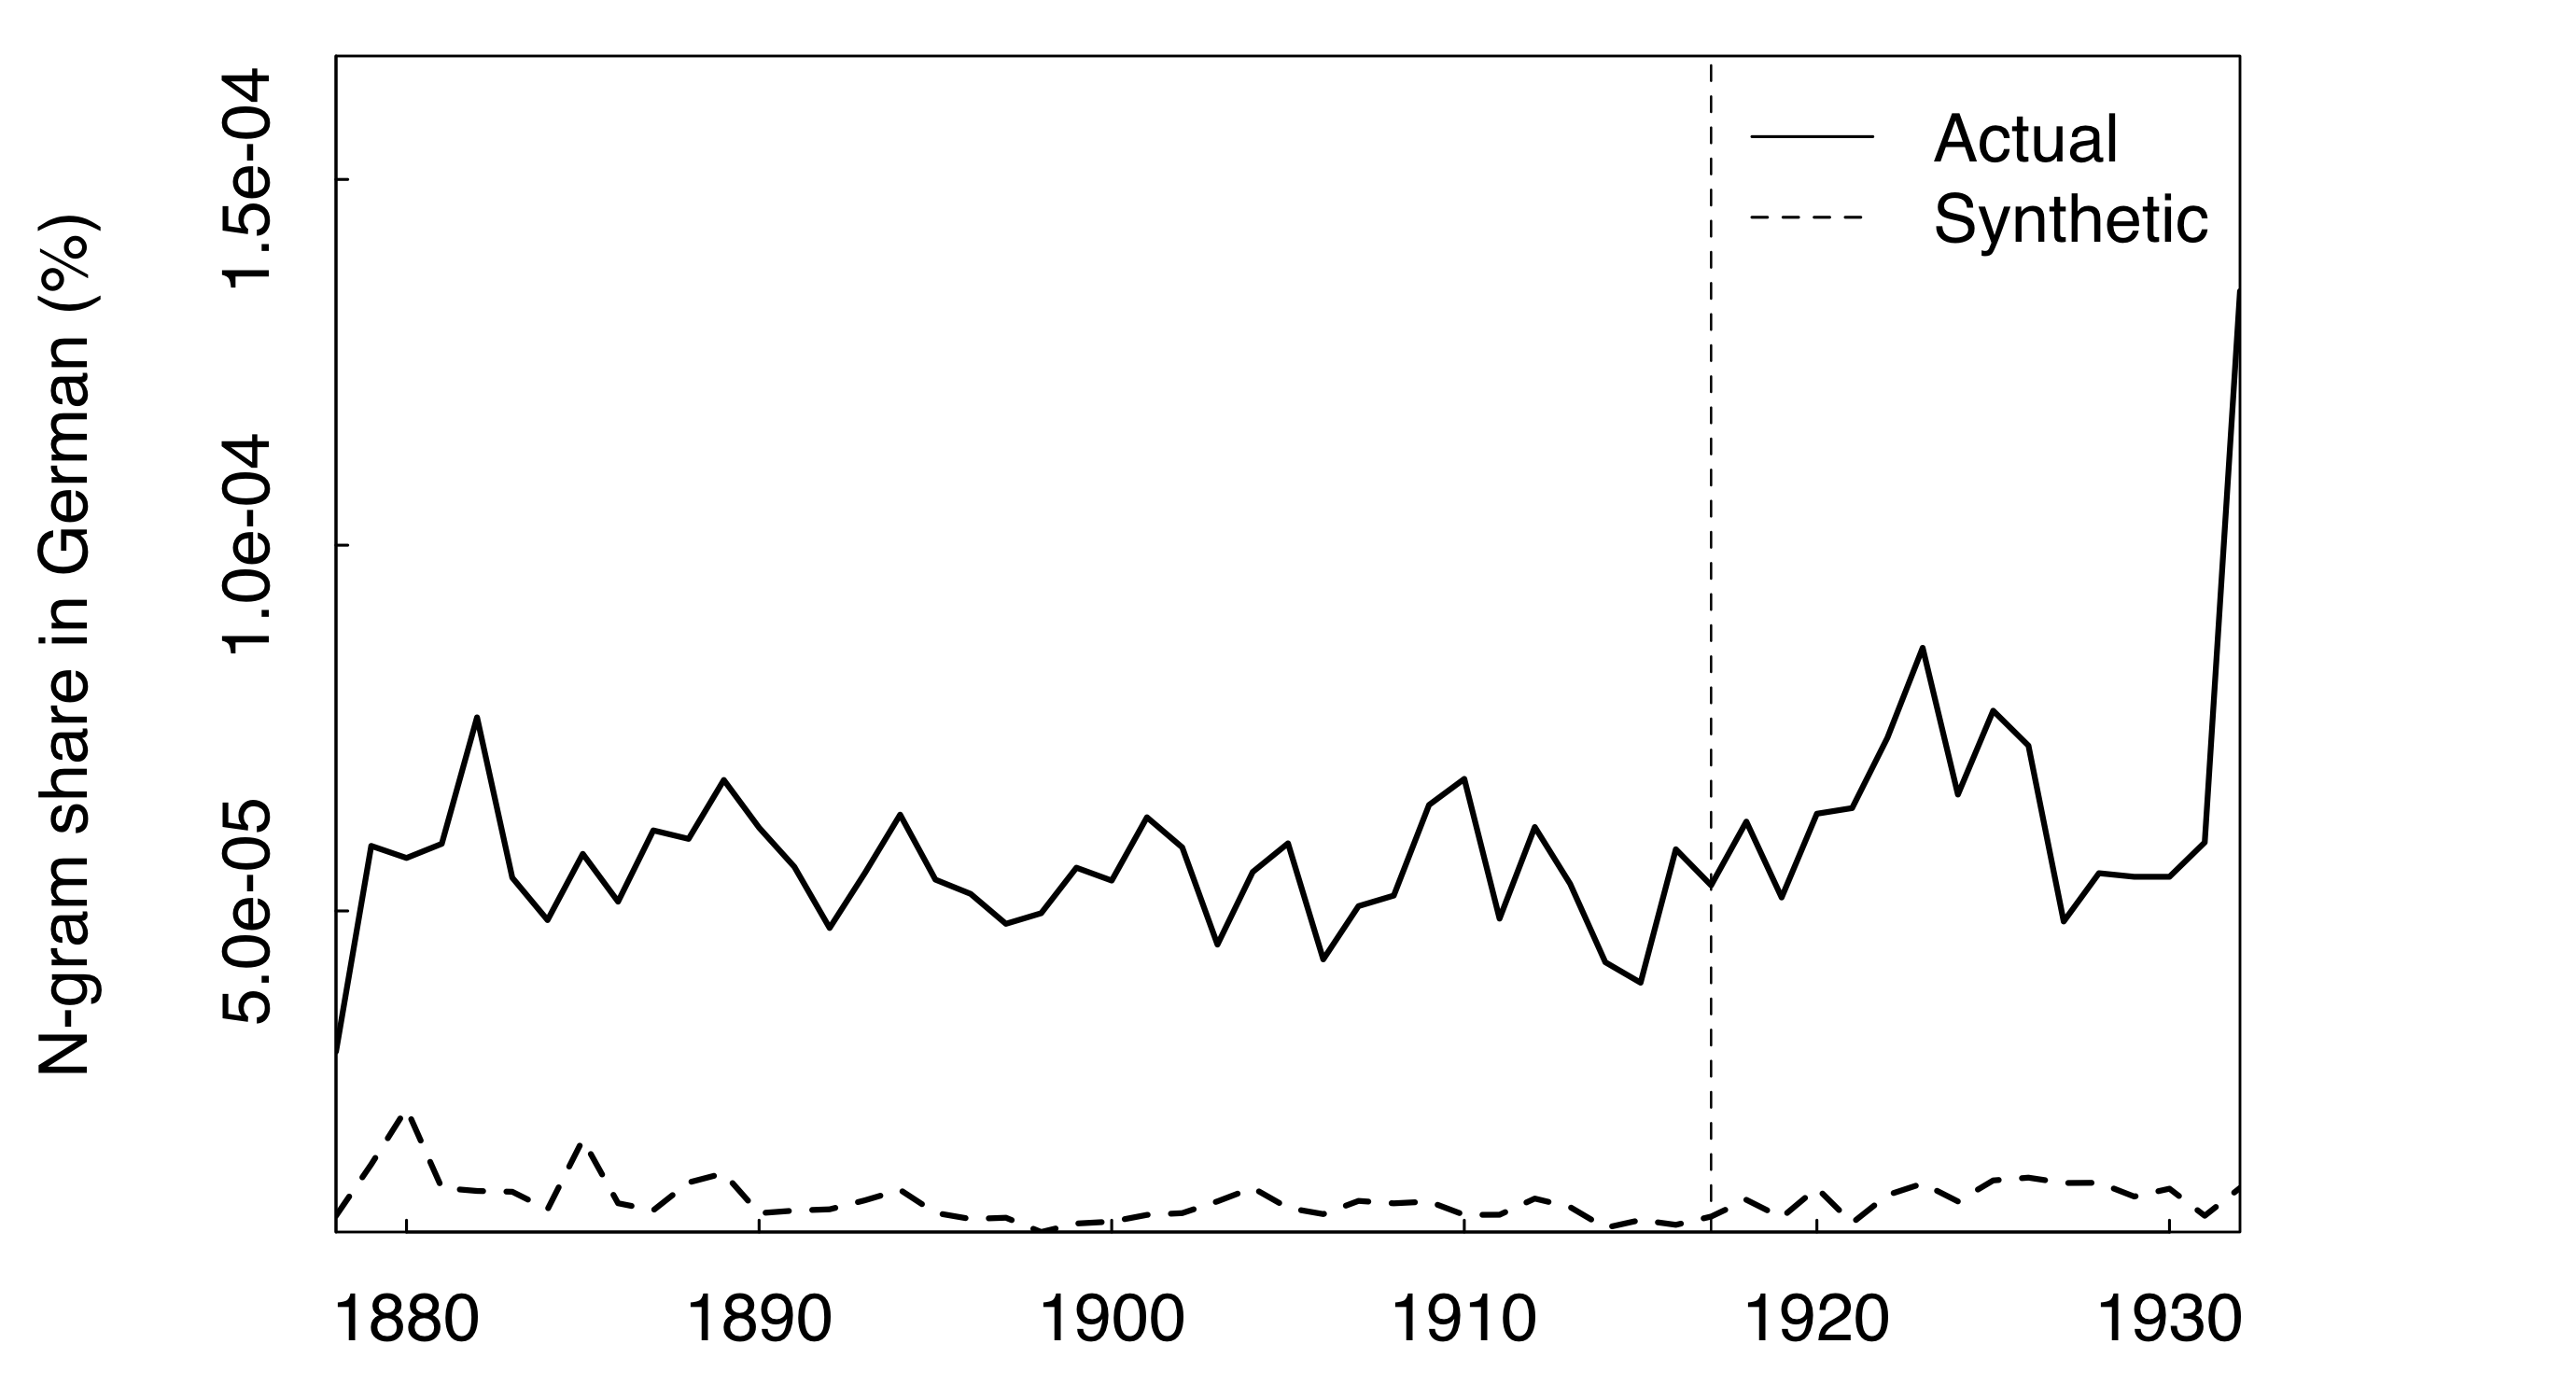 N-gram share in German (%)
1.5e-04
1.0e-04
5.0e-05
Actual
Synthetic
1880 1890 1900 1910 1920 1930